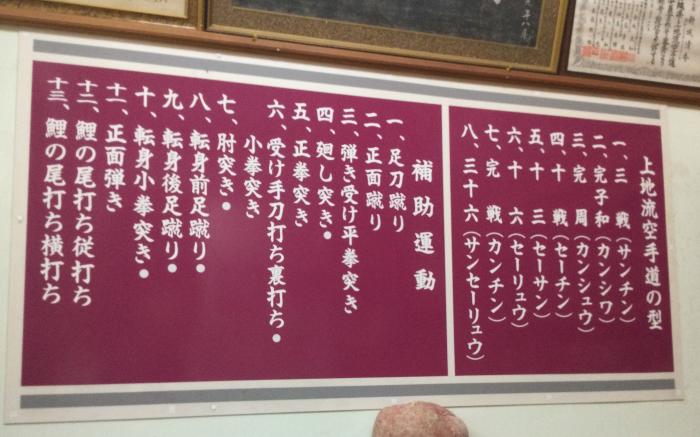 上地流空手道の型
一、三 戦(サンチン)
二、完子和(カンシワ)
三、完 周(カンシュウ)
四、十 戦(セーチン)
五、十 三(セーサン)
六、十 六(セーリュウ)
七、完 戦(カンチン)
八、三十六(サンセーリュウ)
補助運動
一、足刀蹴り
二、正面蹴り
三、弾き受け平拳突き
四、廻し突き●
五、正拳突き
六、受け手刀打ち裏打ち●
小拳突き
七、肘突き●
八、転身前足蹴り●
九、転身後足蹴り●
十、転身小拳突き●
十一、正面弾き
十二、鯉の尾打ち従打ち
十三、鯉の尾打ち横打ち